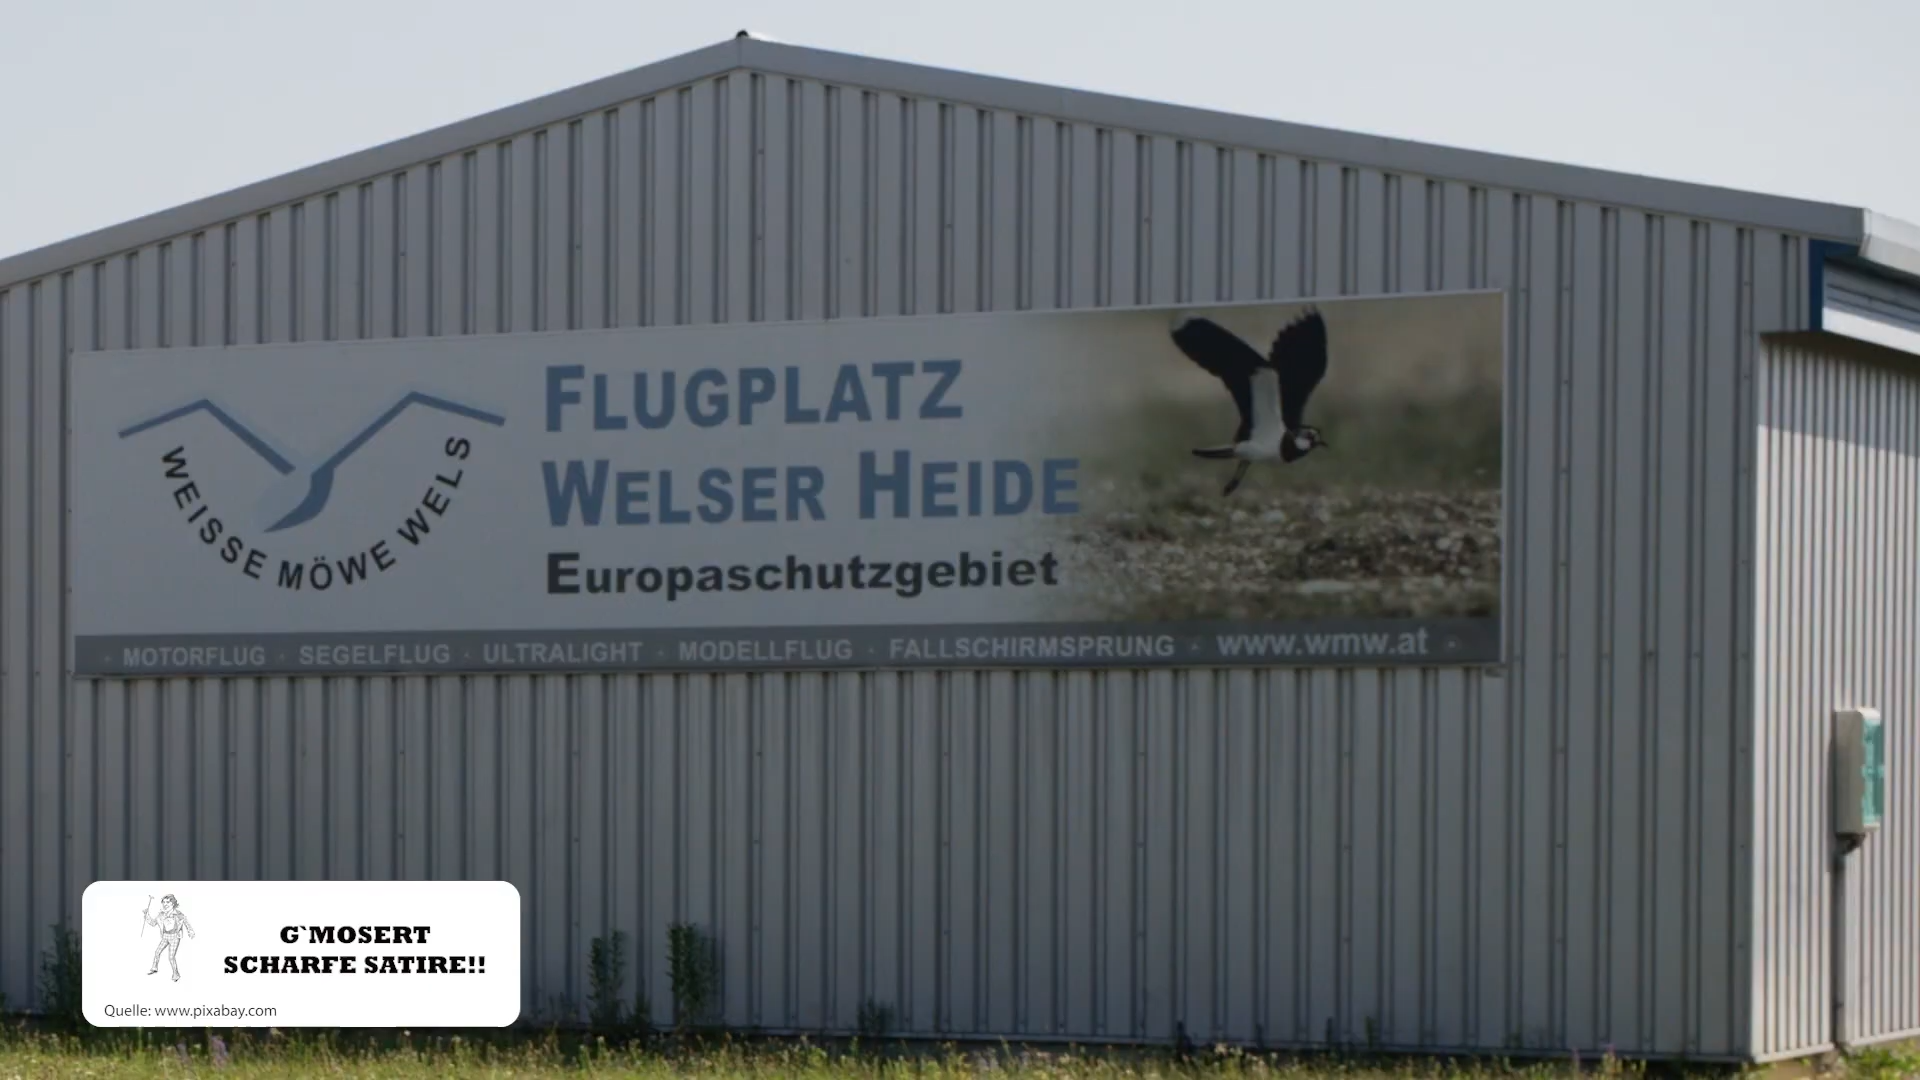 WEISSE MÖWE WELS
FLUGPLATZ
WELSER HEIDE
Europaschutzgebiet
· MOTORFLUG · SEGELFLUG · ULTRALIGHT · MODELLFLUG · FALLSCHIRMSPRUNG · www.wmw.at ·
G`MOSERT
SCHARFE SATIRE!!
Quelle: www.pixabay.com